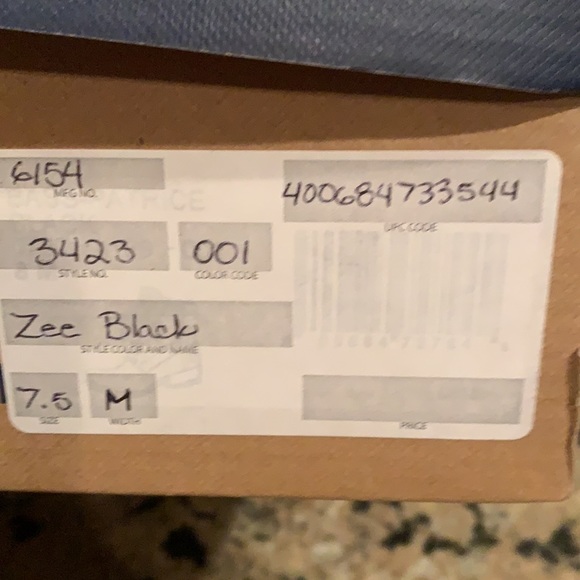 6154
MFG NO.
400684733544
UPC CODE
3423
STYLE NO.
001
COLOR CODE
Zee Black
STYLE COLOR AND NAME
7.5
SIZE
M
WIDTH
PRICE